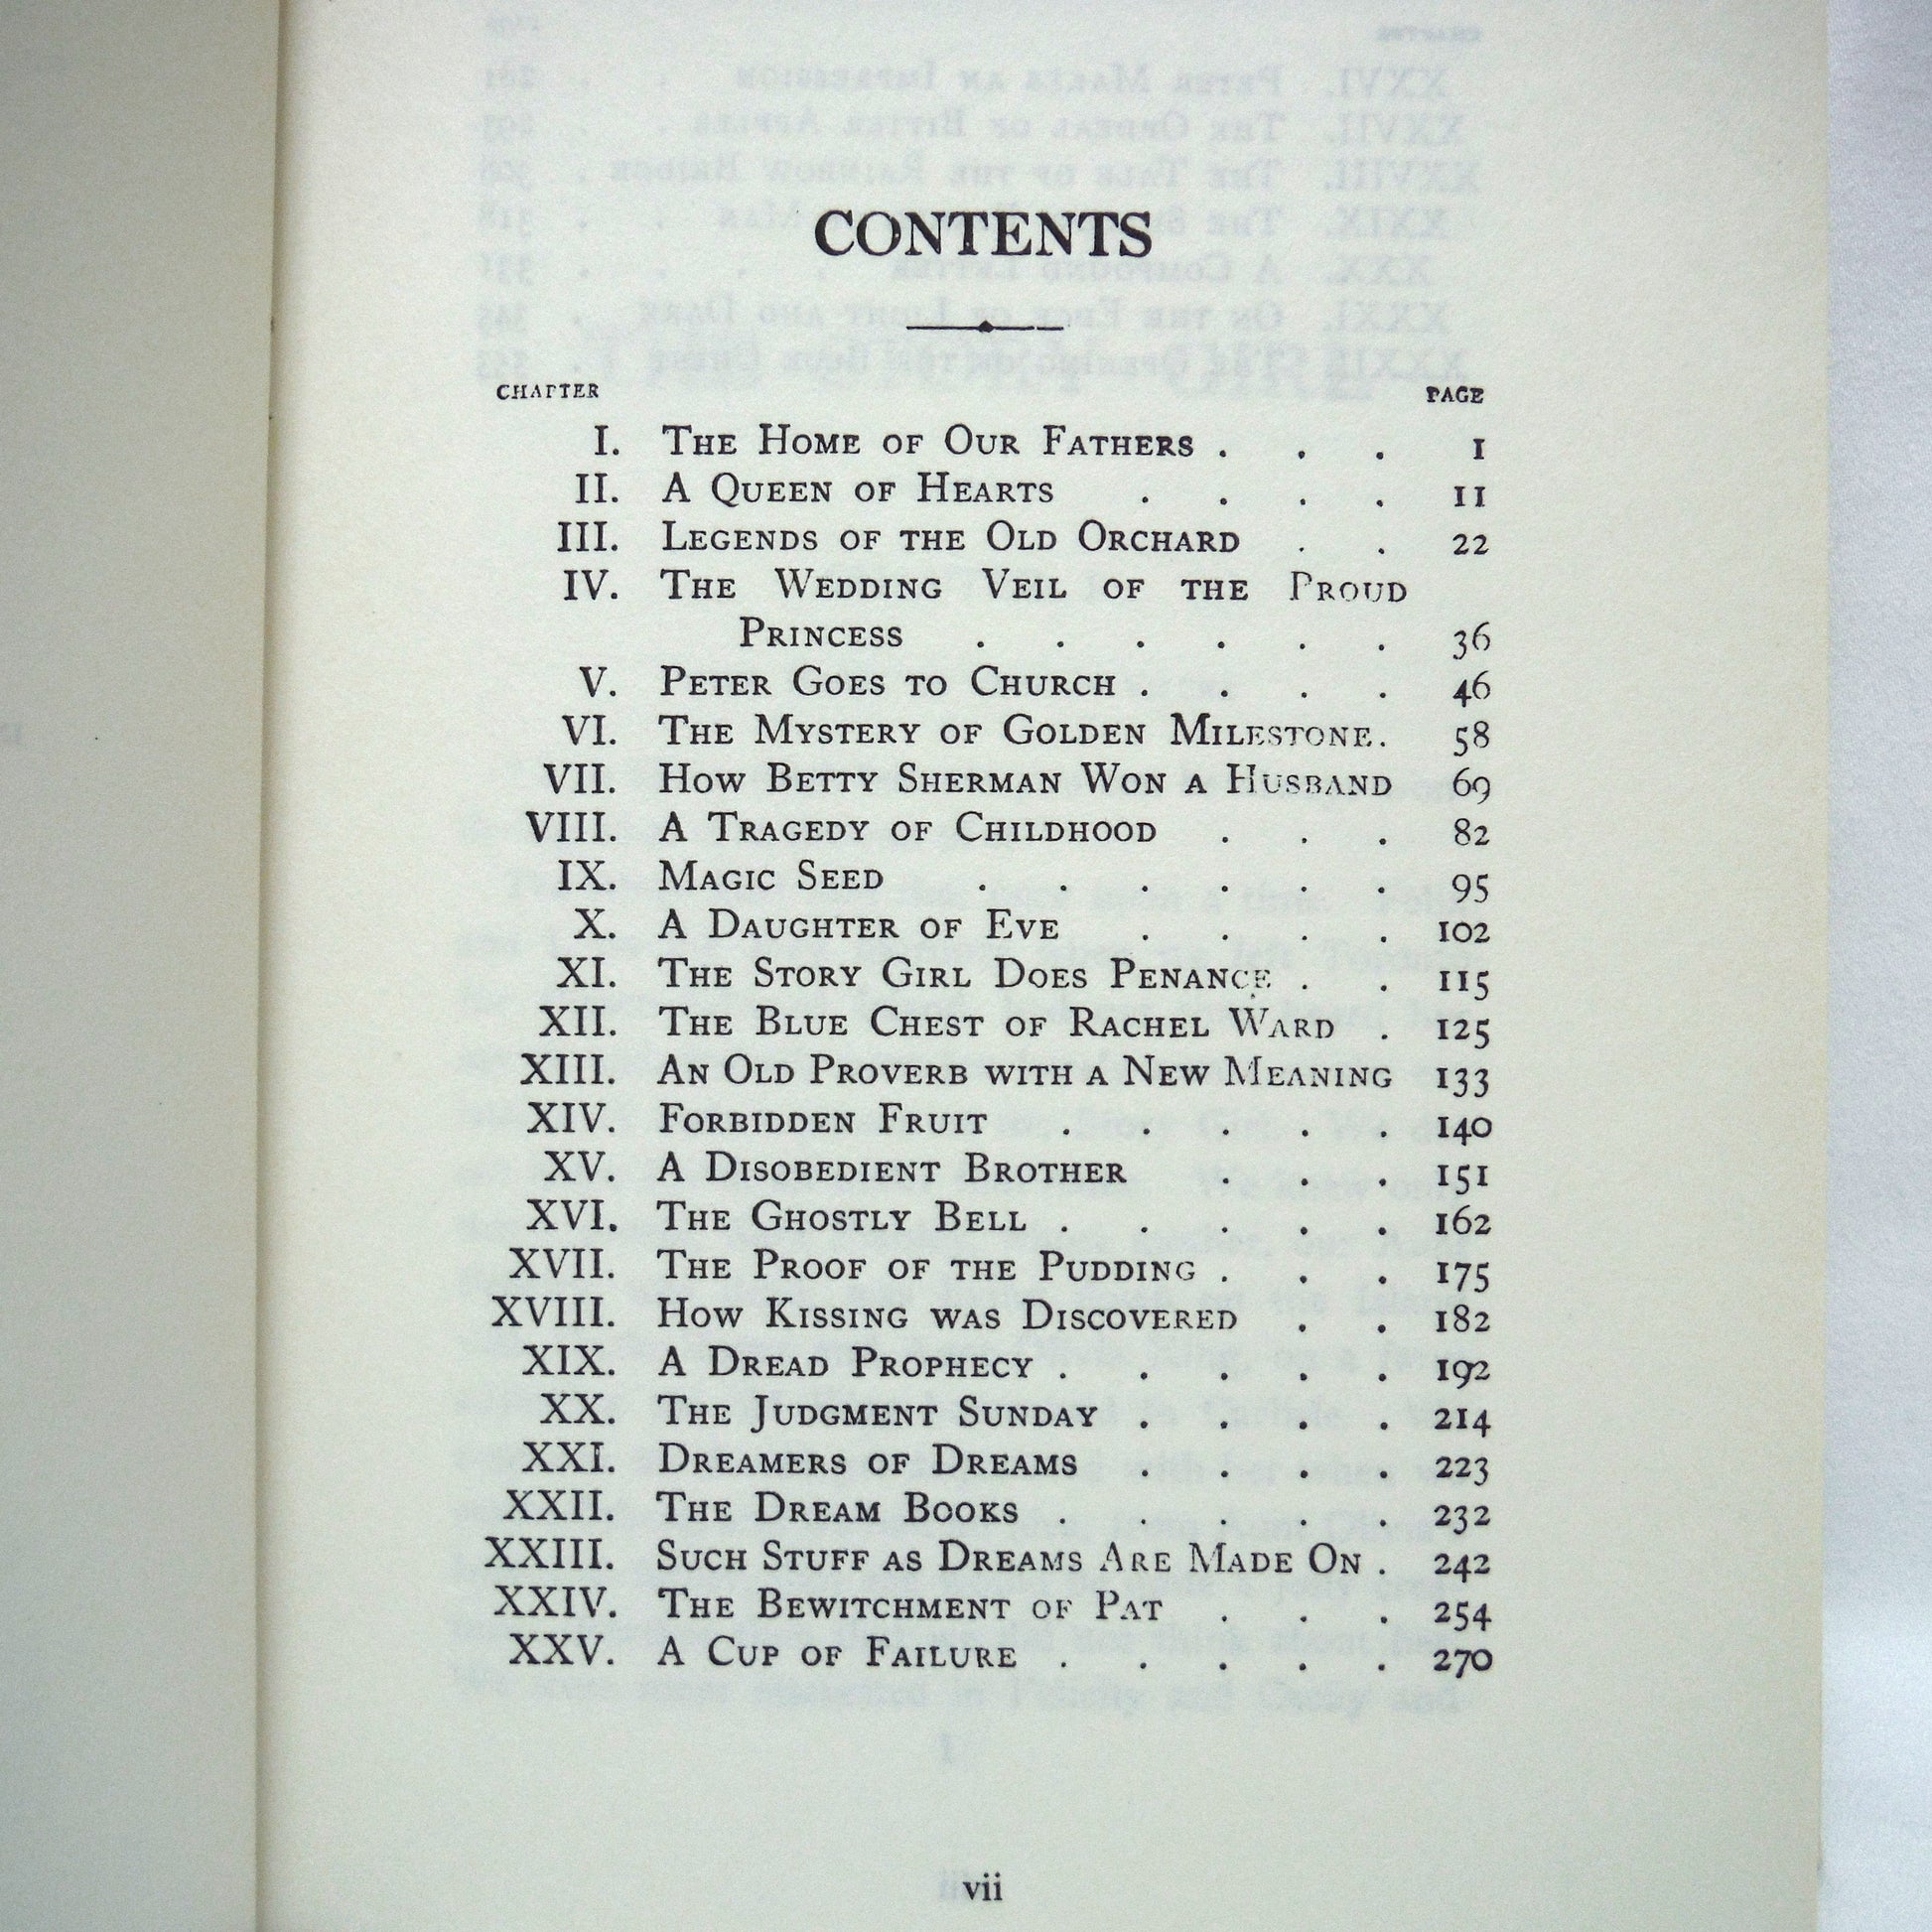 CONTENTS
CHAPTER PAGE
I. THE HOME OF OUR FATHERS . . . 1
II. A QUEEN OF HEARTS . . . . 11
III. LEGENDS OF THE OLD ORCHARD . . 22
IV. THE WEDDING VEIL OF THE PROUD
PRINCESS . . . . . . 36
V. PETER GOES TO CHURCH . . . . 46
VI. THE MYSTERY OF GOLDEN MILESTONE. 58
VII. HOW BETTY SHERMAN WON A HUSBAND 69
VIII. A TRAGEDY OF CHILDHOOD . . . 82
IX. MAGIC SEED . . . . . . 95
X. A DAUGHTER OF EVE . . . . 102
XI. THE STORY GIRL DOES PENANCE . . 115
XII. THE BLUE CHEST OF RACHEL WARD . 125
XIII. AN OLD PROVERB WITH A NEW MEANING 133
XIV. FORBIDDEN FRUIT . . . . . 140
XV. A DISOBEDIENT BROTHER . . . 151
XVI. THE GHOSTLY BELL . . . . . 162
XVII. THE PROOF OF THE PUDDING . . . 175
XVIII. HOW KISSING WAS DISCOVERED . . 182
XIX. A DREAD PROPHECY . . . . . 192
XX. THE JUDGMENT SUNDAY . . . . 214
XXI. DREAMERS OF DREAMS . . . . 223
XXII. THE DREAM BOOKS . . . . . 232
XXIII. SUCH STUFF AS DREAMS ARE MADE ON . 242
XXIV. THE BEWITCHMENT OF PAT . . . 254
XXV. A CUP OF FAILURE . . . . . 270
vii